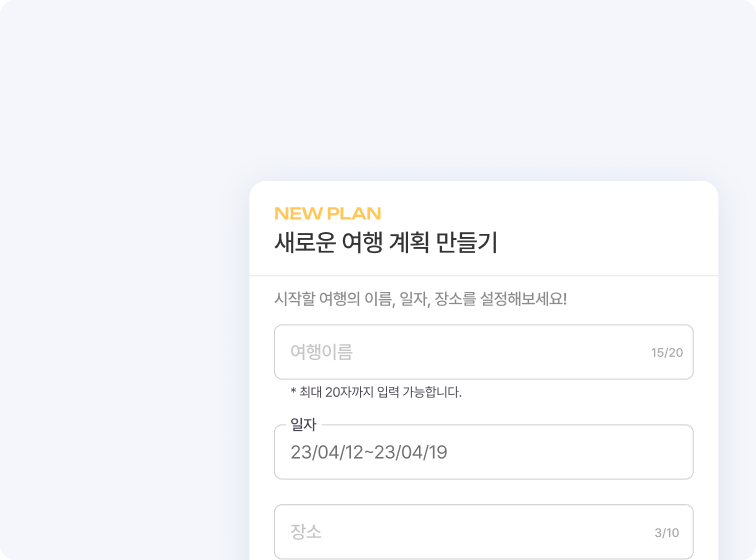 NEW PLAN
새로운 여행 계획 만들기
시작할 여행의 이름, 일자, 장소를 설정해보세요!
여행이름 15/20
* 최대 20자까지 입력 가능합니다.
일자
23/04/12~23/04/19
장소 3/10